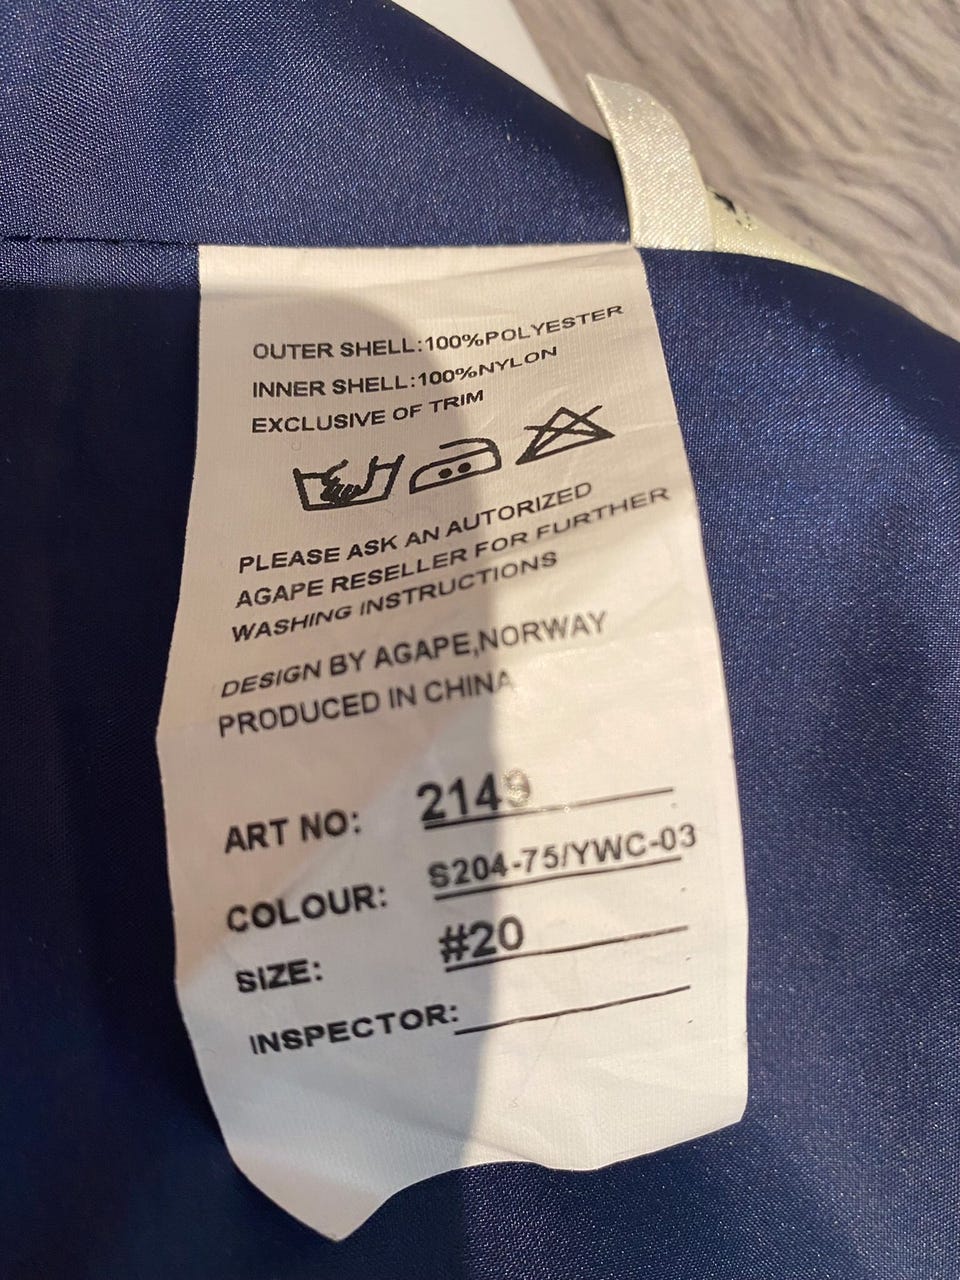 OUTER SHELL:100%POLYESTER
INNER SHELL:100%NYLON
EXCLUSIVE OF TRIM
PLEASE ASK AN AUTORIZED
AGAPE RESELLER FOR FURTHER
WASHING INSTRUCTIONS
DESIGN BY AGAPE,NORWAY
PRODUCED IN CHINA
ART NO: 2149
COLOUR: S204-75/YWC-03
SIZE: #20
INSPECTOR: